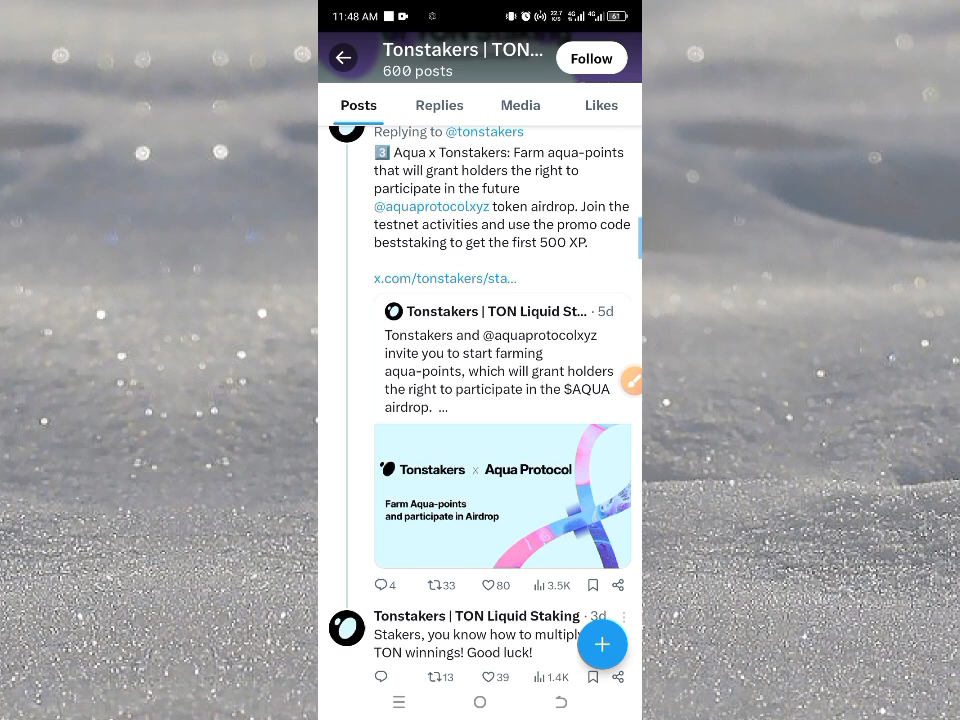 11:48 AM 22.7 K/S 4G 4G 61
Tonstakers | TON...
600 posts
Follow
Posts Replies Media Likes
Replying to @tonstakers
3️⃣ Aqua x Tonstakers: Farm aqua-points
that will grant holders the right to
participate in the future
@aquaprotocolxyz token airdrop. Join the
testnet activities and use the promo code
beststaking to get the first 500 XP.
x.com/tonstakers/sta...
Tonstakers | TON Liquid St... · 5d
Tonstakers and @aquaprotocolxyz
invite you to start farming
aqua-points, which will grant holders
the right to participate in the $AQUA
airdrop. ...
Tonstakers x Aqua Protocol
Farm Aqua-points
and participate in Airdrop
4 33 80 3.5K
Tonstakers | TON Liquid Staking · 3d
Stakers, you know how to multiply
TON winnings! Good luck!
13 39 1.4K